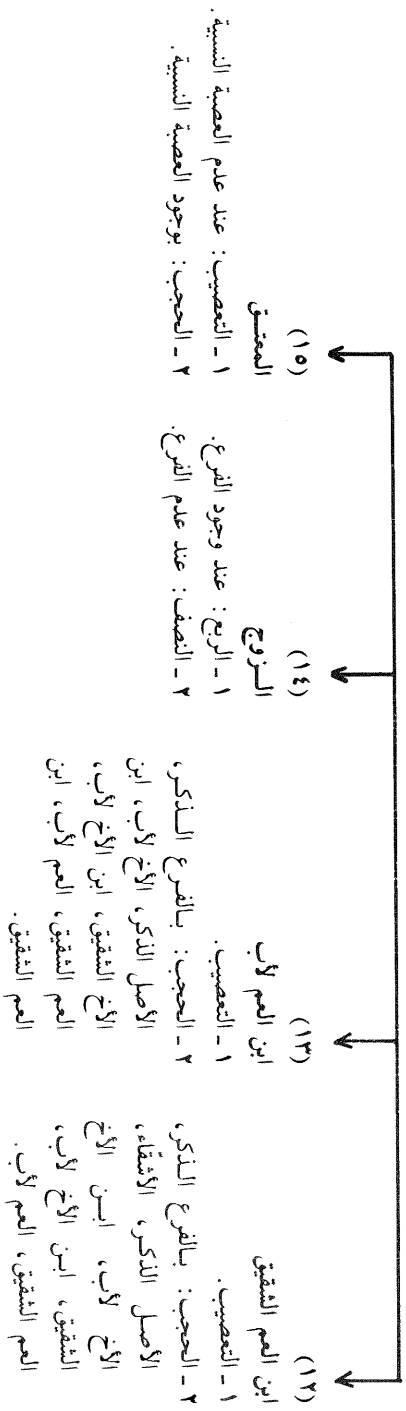 (١٢)
ابن العم الشقيق
١ - التعصيب.
٢ - الحجب: بالفرع الذكر،
الأصل الذكر، الأشقاء،
الأخ لأب، ابن الأخ
الشقيق، ابن الأخ لأب،
العم الشقيق، العم لأب.
(١٣)
ابن العم لأب
١ - التعصيب.
٢ - الحجب: بالفرع الذكر،
الأصل الذكر، الأخ لأب، ابن
الأخ الشقيق، ابن الأخ لأب،
العم الشقيق، العم لأب، ابن
العم الشقيق.
(١٤)
الزوج
١ - الربع: عند وجود الفرع.
٢ - النصف: عند عدم الفرع.
(١٥)
المعتق
١ - التعصيب: عند عدم العصبة النسبية.
٢ - الحجب: بوجود العصبة النسبية.